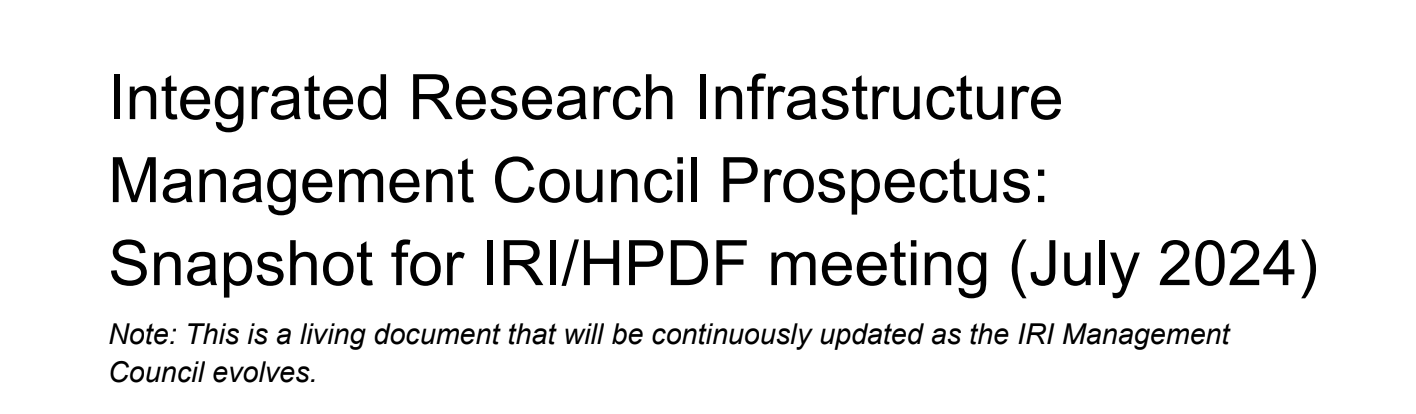 Integrated Research Infrastructure
Management Council Prospectus:
Snapshot for IRI/HPDF meeting (July 2024)
Note: This is a living document that will be continuously updated as the IRI Management
Council evolves.